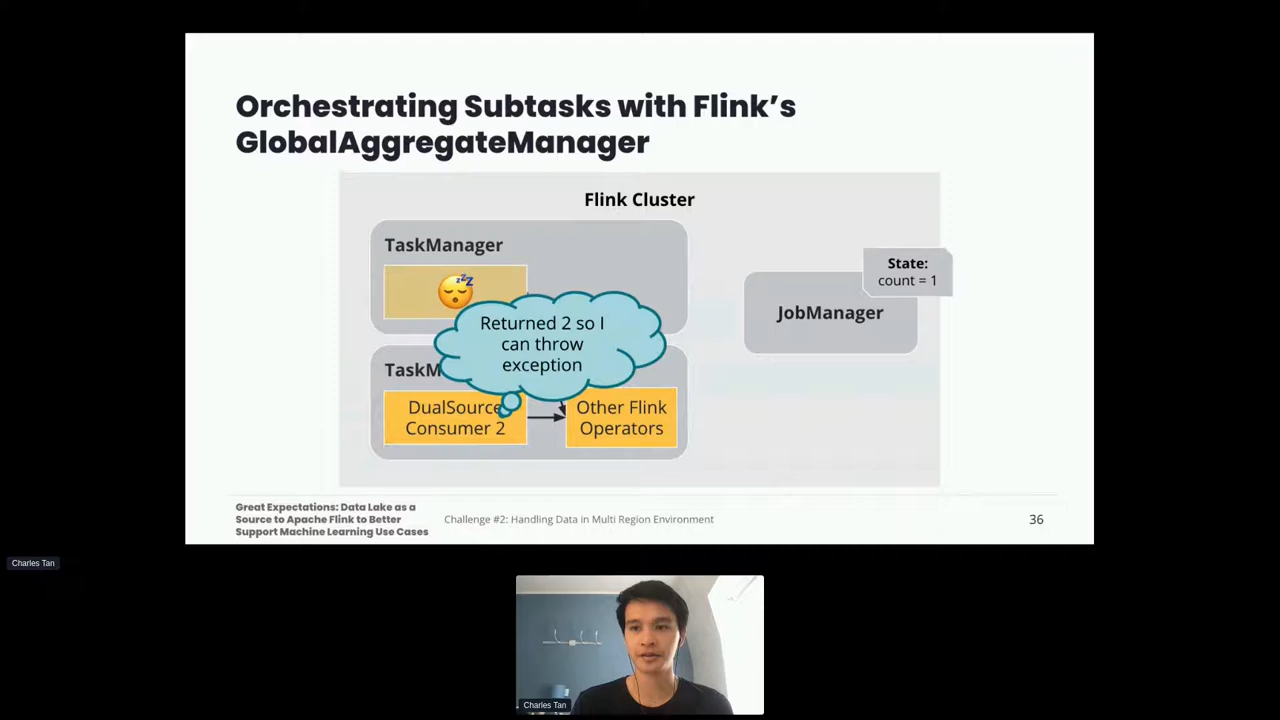 Orchestrating Subtasks with Flink's
GlobalAggregateManager
Flink Cluster
TaskManager
State:
count = 1
JobManager
Returned 2 so I
can throw
exception
TaskM
DualSource
Consumer 2
Other Flink
Operators
Great Expectations: Data Lake as a
Source to Apache Flink to Better
Support Machine Learning Use Cases
Challenge #2: Handling Data in Multi Region Environment
36
Charles Tan
Charles Tan